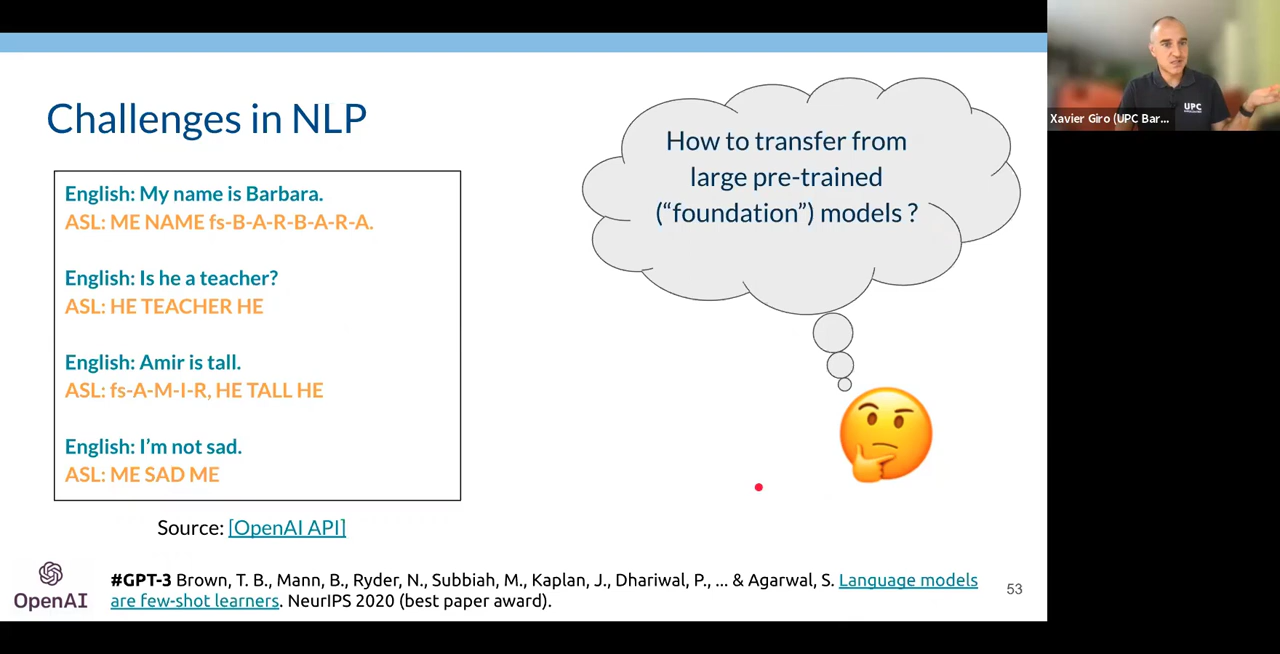 Challenges in NLP
English: My name is Barbara.
ASL: ME NAME fs-B-A-R-B-A-R-A.
English: Is he a teacher?
ASL: HE TEACHER HE
English: Amir is tall.
ASL: fs-A-M-I-R, HE TALL HE
English: I’m not sad.
ASL: ME SAD ME
Source: [OpenAI API]
How to transfer from
large pre-trained
(“foundation”) models ?
OpenAI
#GPT-3 Brown, T. B., Mann, B., Ryder, N., Subbiah, M., Kaplan, J., Dhariwal, P., ... & Agarwal, S. Language models
are few-shot learners. NeurIPS 2020 (best paper award).
53
UPC
Xavier Giro (UPC Bar...